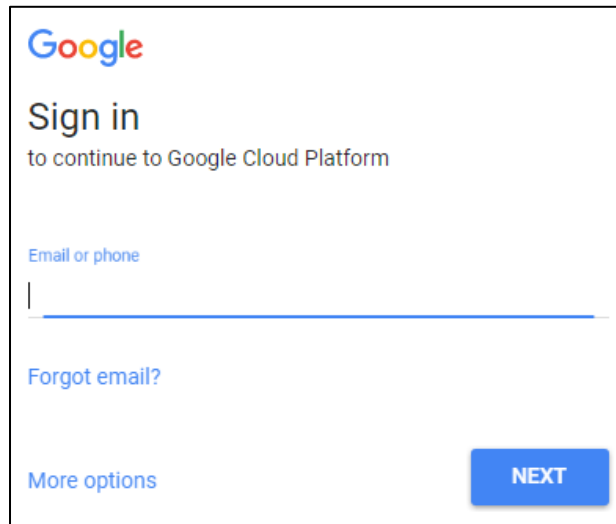 Google
Sign in
to continue to Google Cloud Platform
Email or phone
Forgot email?
More options
NEXT